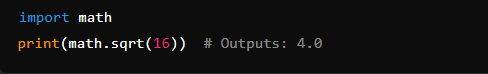 import math
print(math.sqrt(16))  # Outputs: 4.0